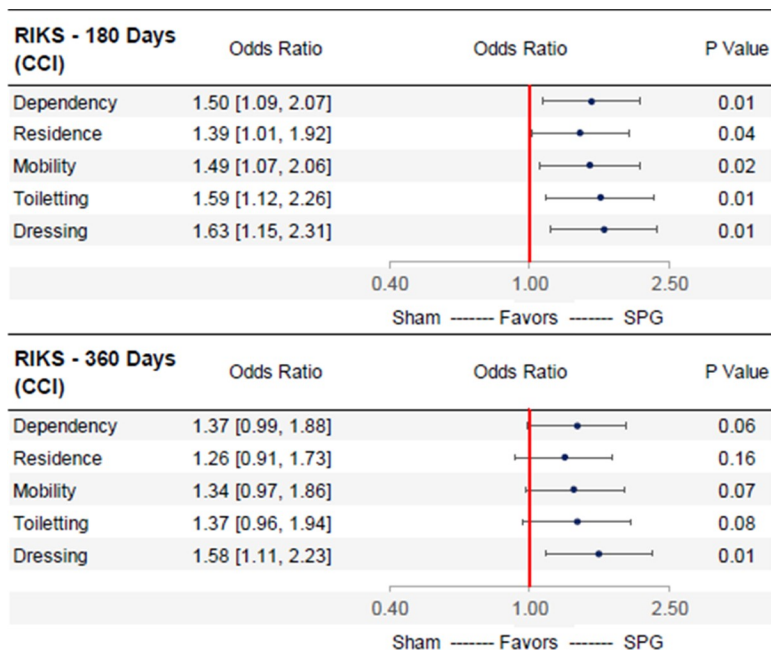 RIKS - 180 Days (CCI) Odds Ratio Odds Ratio P Value
Dependency 1.50 [1.09, 2.07] 0.01
Residence 1.39 [1.01, 1.92] 0.04
Mobility 1.49 [1.07, 2.06] 0.02
Toiletting 1.59 [1.12, 2.26] 0.01
Dressing 1.63 [1.15, 2.31] 0.01
0.40 1.00 2.50
Sham ------- Favors ------- SPG
RIKS - 360 Days (CCI) Odds Ratio Odds Ratio P Value
Dependency 1.37 [0.99, 1.88] 0.06
Residence 1.26 [0.91, 1.73] 0.16
Mobility 1.34 [0.97, 1.86] 0.07
Toiletting 1.37 [0.96, 1.94] 0.08
Dressing 1.58 [1.11, 2.23] 0.01
0.40 1.00 2.50
Sham ------- Favors ------- SPG